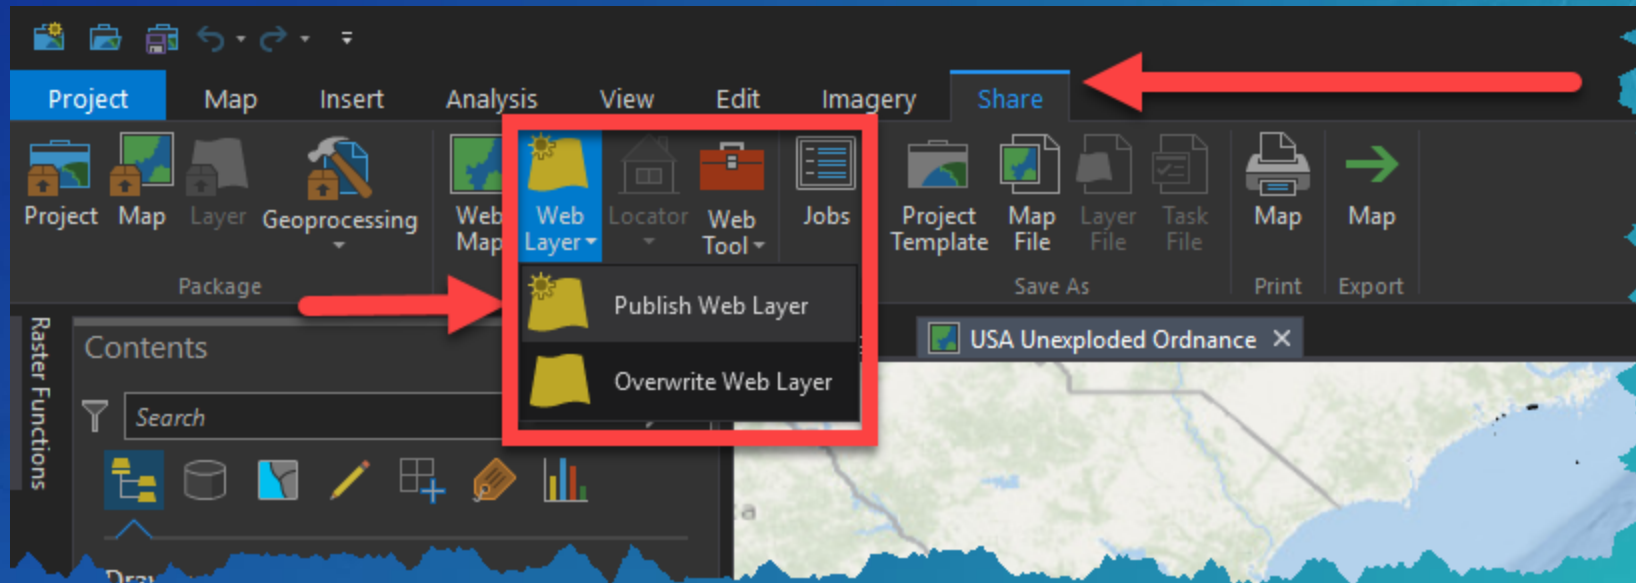 Project Map Insert Analysis View Edit Imagery Share
Project Map Layer Geoprocessing
Web
Map
Web
Layer
Locator
Web
Tool
Jobs
Project
Template
Map
File
Layer
File
Task
File
Map
Map
Package
Save As
Print
Export
Publish Web Layer
Overwrite Web Layer
Raster Functions
Contents
Search
USA Unexploded Ordnance